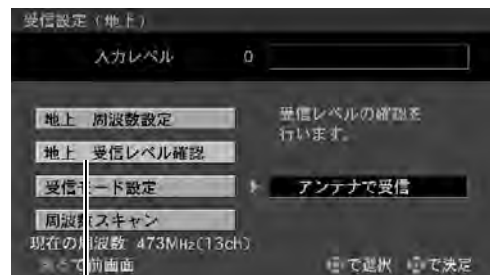 受信設定（地上）
入力レベル 0
地上 周波数設定
地上 受信レベル確認
受信モード設定
周波数スキャン
受信レベルの確認を
行います。
アンテナで受信
現在の周波数 473MHz(13ch)
で前画面
で選択 で決定